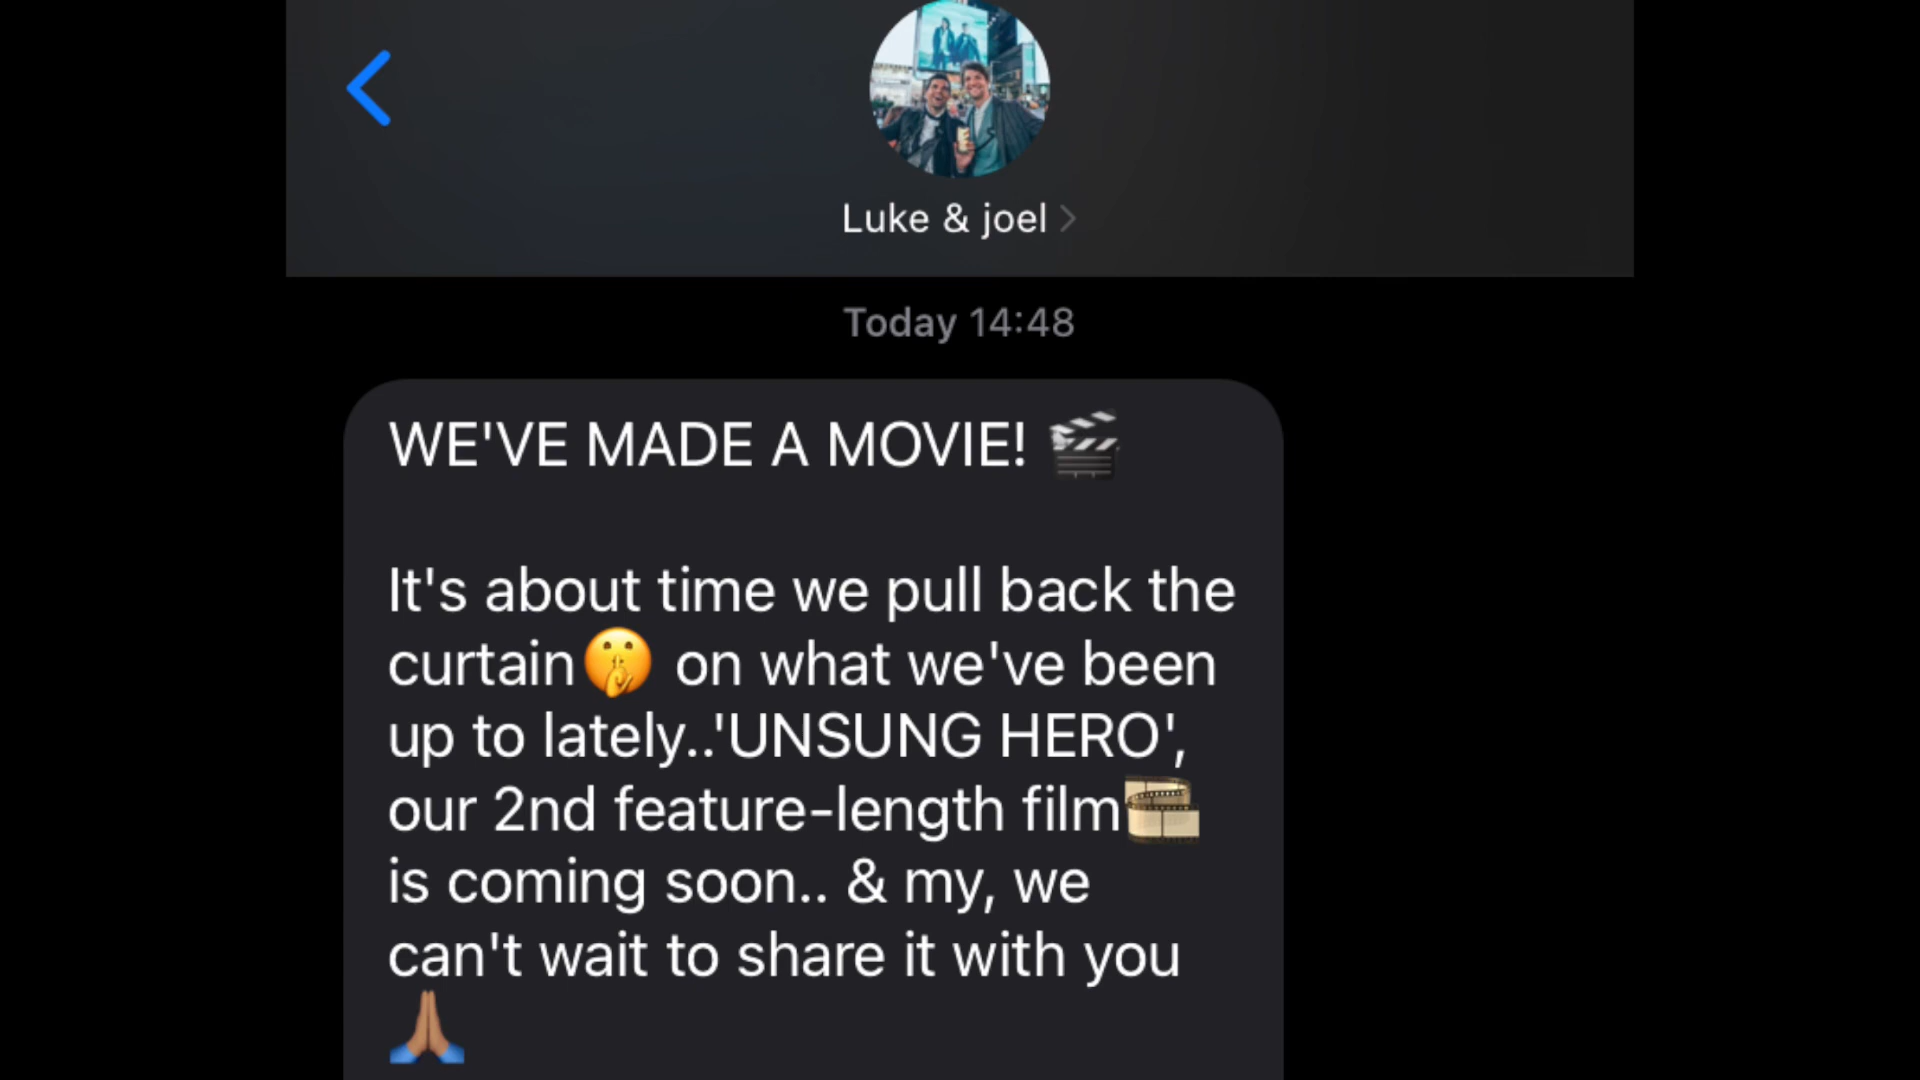 Luke & joel
Today 14:48
WE'VE MADE A MOVIE! 🎬
It's about time we pull back the
curtain🤫 on what we've been
up to lately..'UNSUNG HERO',
our 2nd feature-length film🎞️
is coming soon.. & my, we
can't wait to share it with you
🙏🏽